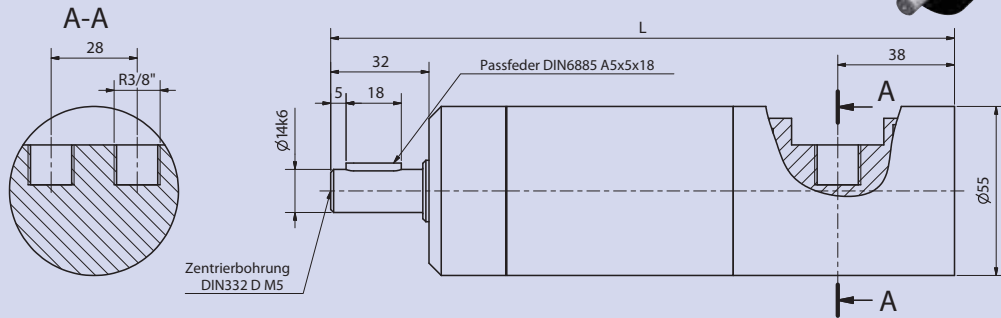 A-A
28
R3/8"
L
32
38
Passfeder DIN6885 A5x5x18
5
18
A
Ø14k6
Ø55
Zentrierbohrung
DIN332 D M5
A